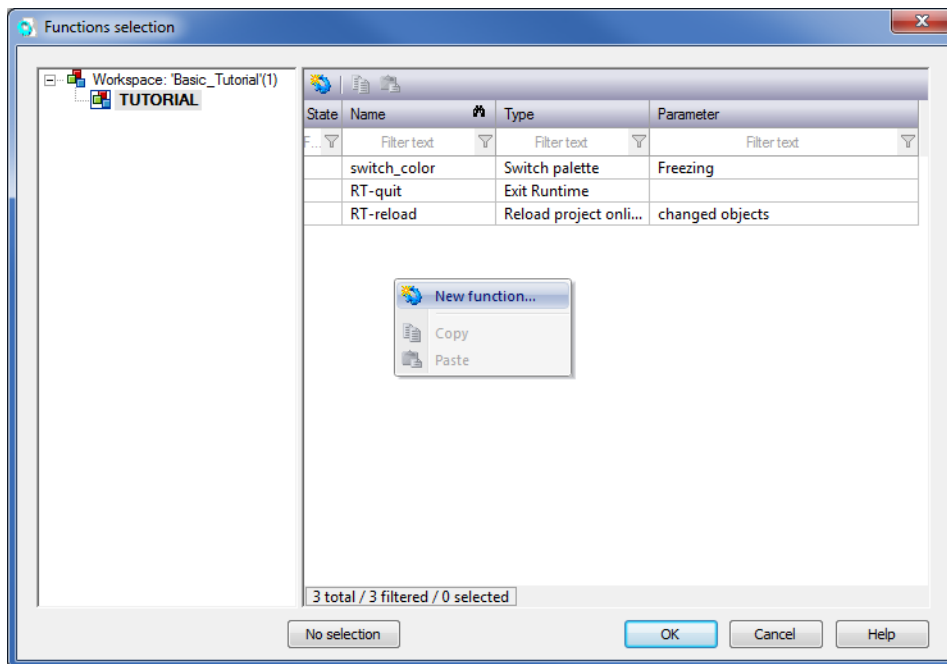 Functions selection
Workspace: 'Basic_Tutorial'(1)
TUTORIAL
State Name Type Parameter
F... Filter text Filter text Filter text
switch_color Switch palette Freezing
RT-quit Exit Runtime
RT-reload Reload project onli... changed objects
New function...
Copy
Paste
3 total / 3 filtered / 0 selected
No selection OK Cancel Help